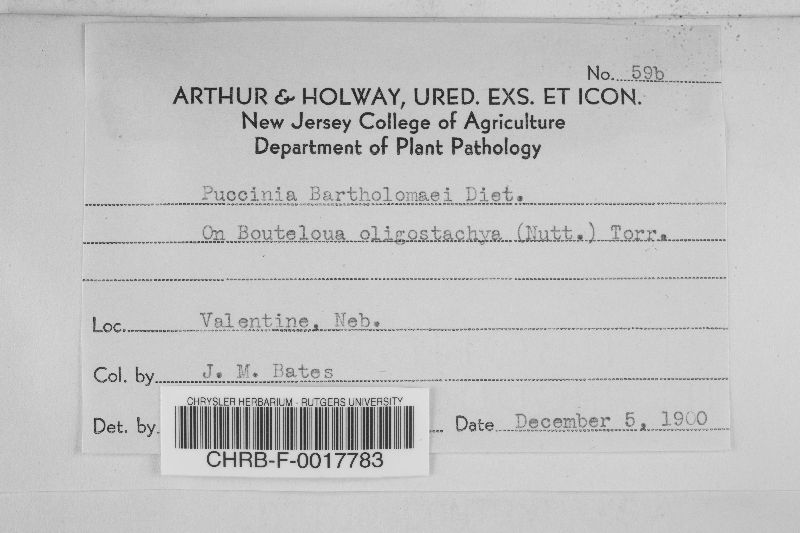 No. 59b
ARTHUR & HOLWAY, URED. EXS. ET ICON.
New Jersey College of Agriculture
Department of Plant Pathology
Puccinia Bartholomaei Diet.
On Bouteloua oligostachya (Nutt.) Torr.
Loc. Valentine, Neb.
Col. by J. M. Bates
Det. by Date December 5, 1900
CHRYSLER HERBARIUM - RUTGERS UNIVERSITY
CHRB-F-0017783